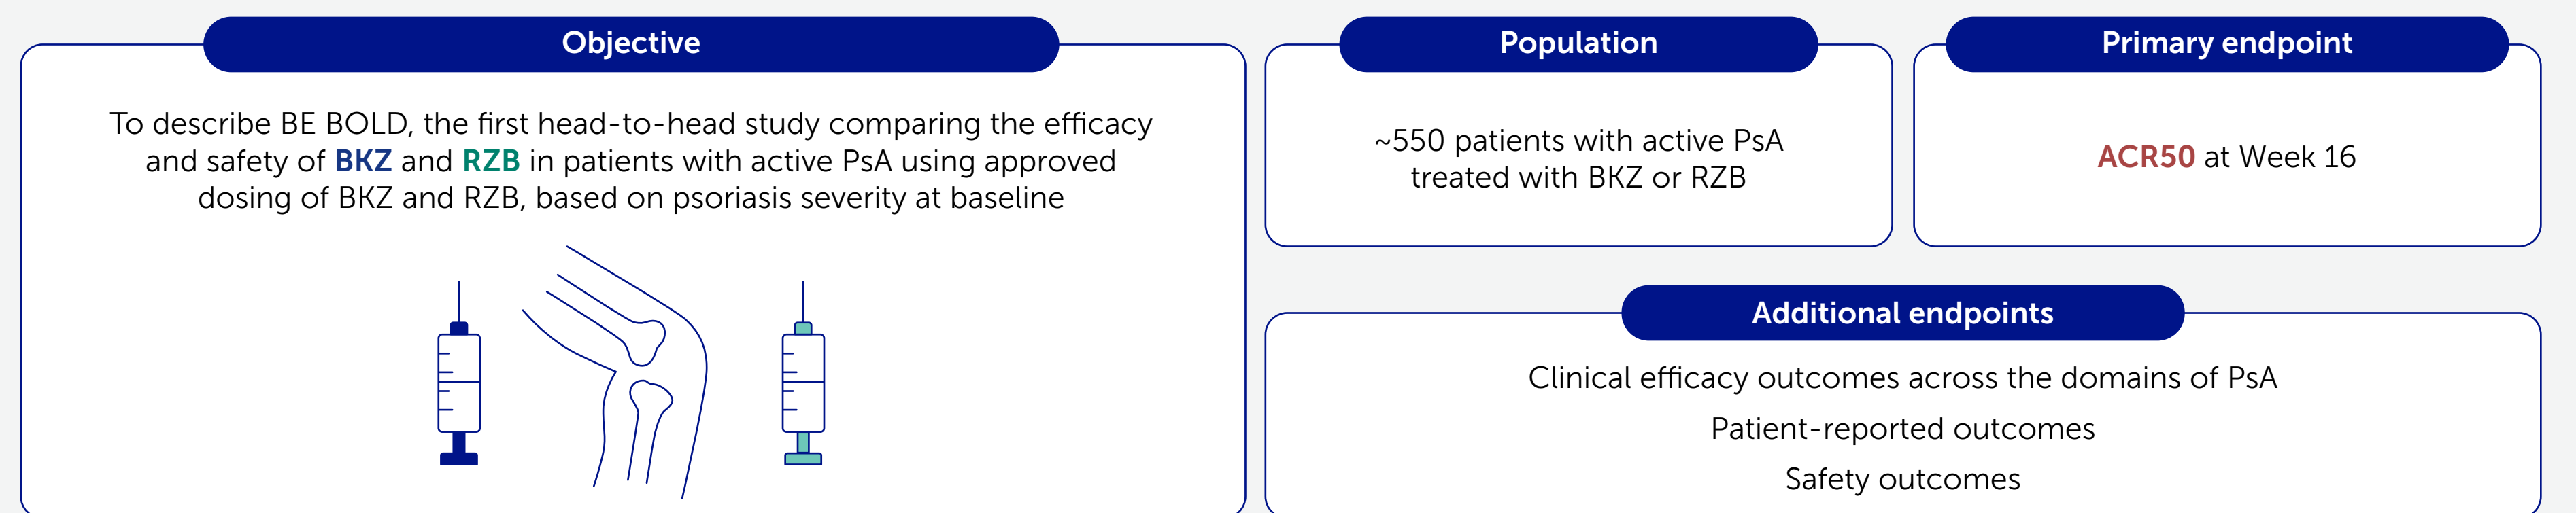 Objective
To describe BE BOLD, the first head-to-head study comparing the efficacy
and safety of BKZ and RZB in patients with active PsA using approved
dosing of BKZ and RZB, based on psoriasis severity at baseline
Population
~550 patients with active PsA
treated with BKZ or RZB
Primary endpoint
ACR50 at Week 16
Additional endpoints
Clinical efficacy outcomes across the domains of PsA
Patient-reported outcomes
Safety outcomes